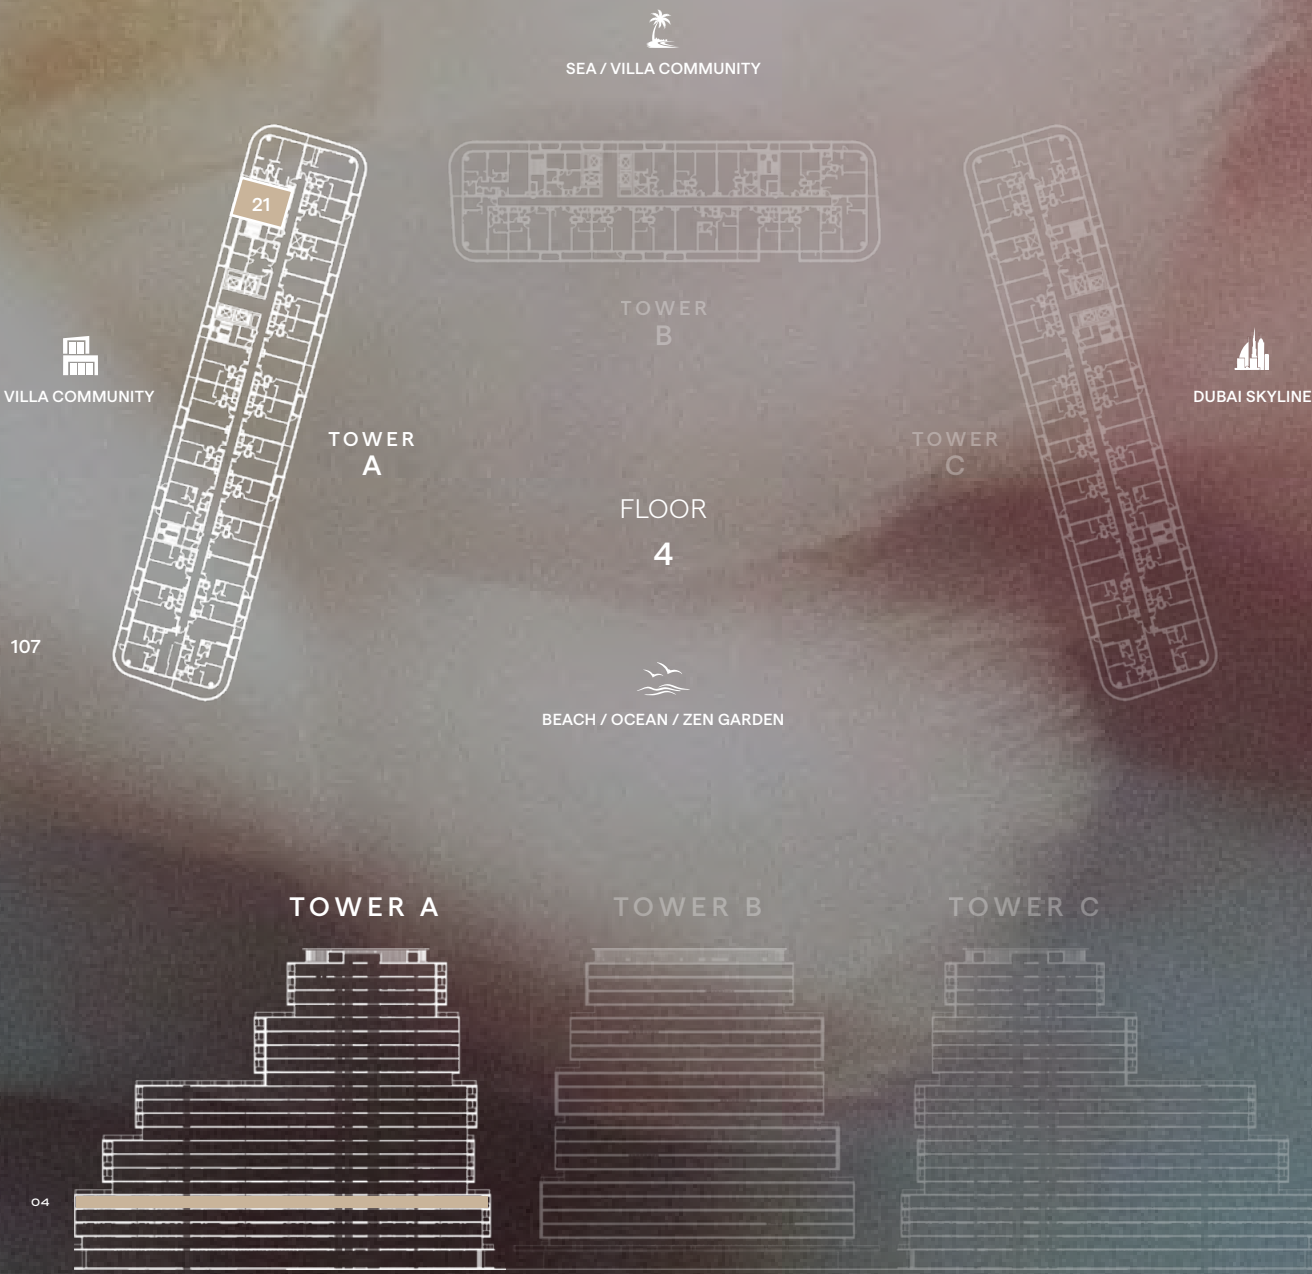 SEA / VILLA COMMUNITY
21
TOWER
B
VILLA COMMUNITY
DUBAI SKYLINE
TOWER
A
TOWER
C
FLOOR
4
107
BEACH / OCEAN / ZEN GARDEN
TOWER A
TOWER B
TOWER C
04